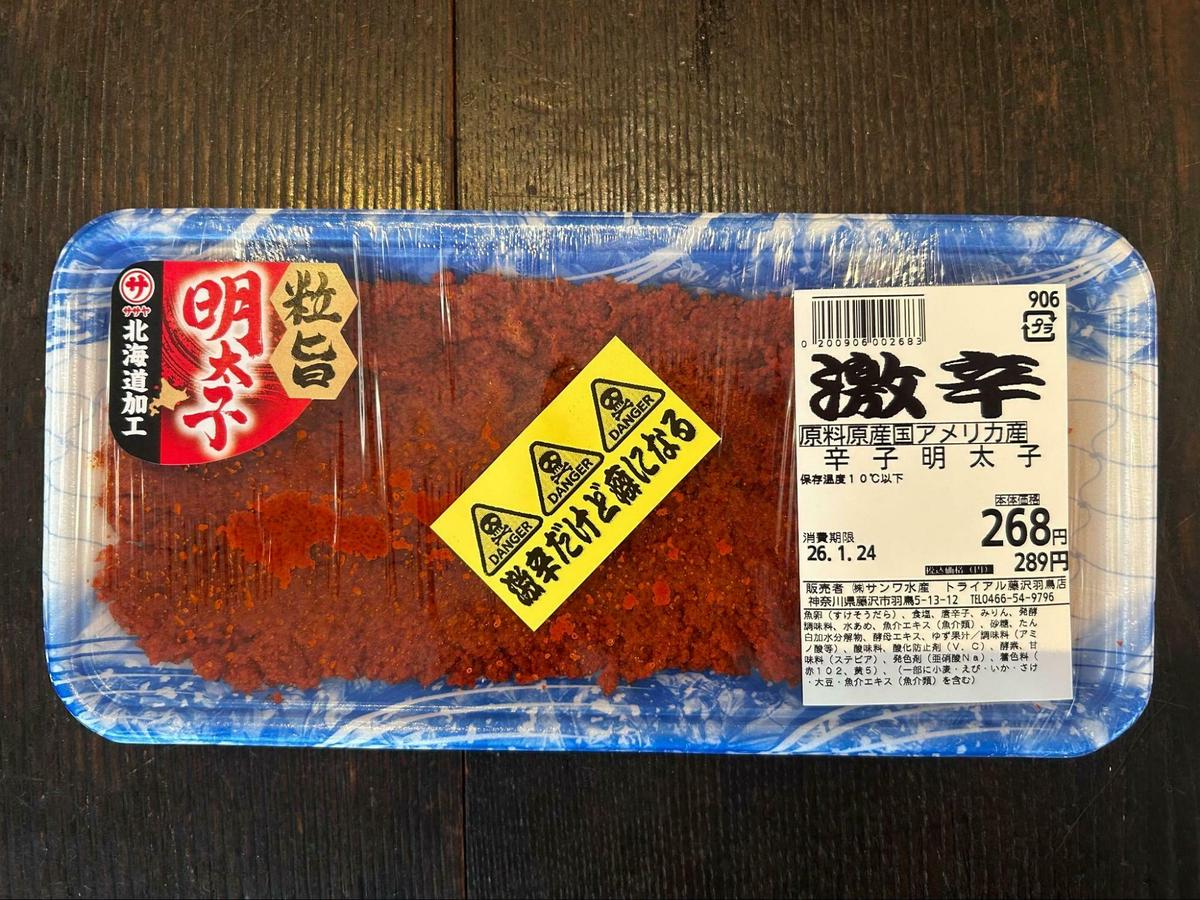 サ
ササヤ
北海道加工
明太子
粒旨
DANGER
DANGER
DANGER
激辛だけど癖になる
906
プラ
0 200906 002683
激辛
原料原産国アメリカ産
辛子明太子
保存温度10℃以下
本体価格
268円
消費期限
26.1.24
税込価格(円) 289円
販売者 ㈱サンワ水産 トライアル藤沢羽鳥店
神奈川県藤沢市羽鳥5-13-12 TEL0466-54-9796
魚卵(すけそうだら)、食塩、唐辛子、みりん、発酵
調味料、水あめ、魚介エキス(魚介類)、砂糖、たん
白加水分解物、酵母エキス、ゆず果汁/調味料(アミ
ノ酸等)、酸味料、酸化防止剤(V.C)、酵素、甘
味料(ステビア)、発色剤(亜硝酸Na)、着色料(
赤102、黄5)、(一部に小麦・えび・いか・さけ
・大豆・魚介エキス(魚介類)を含む)